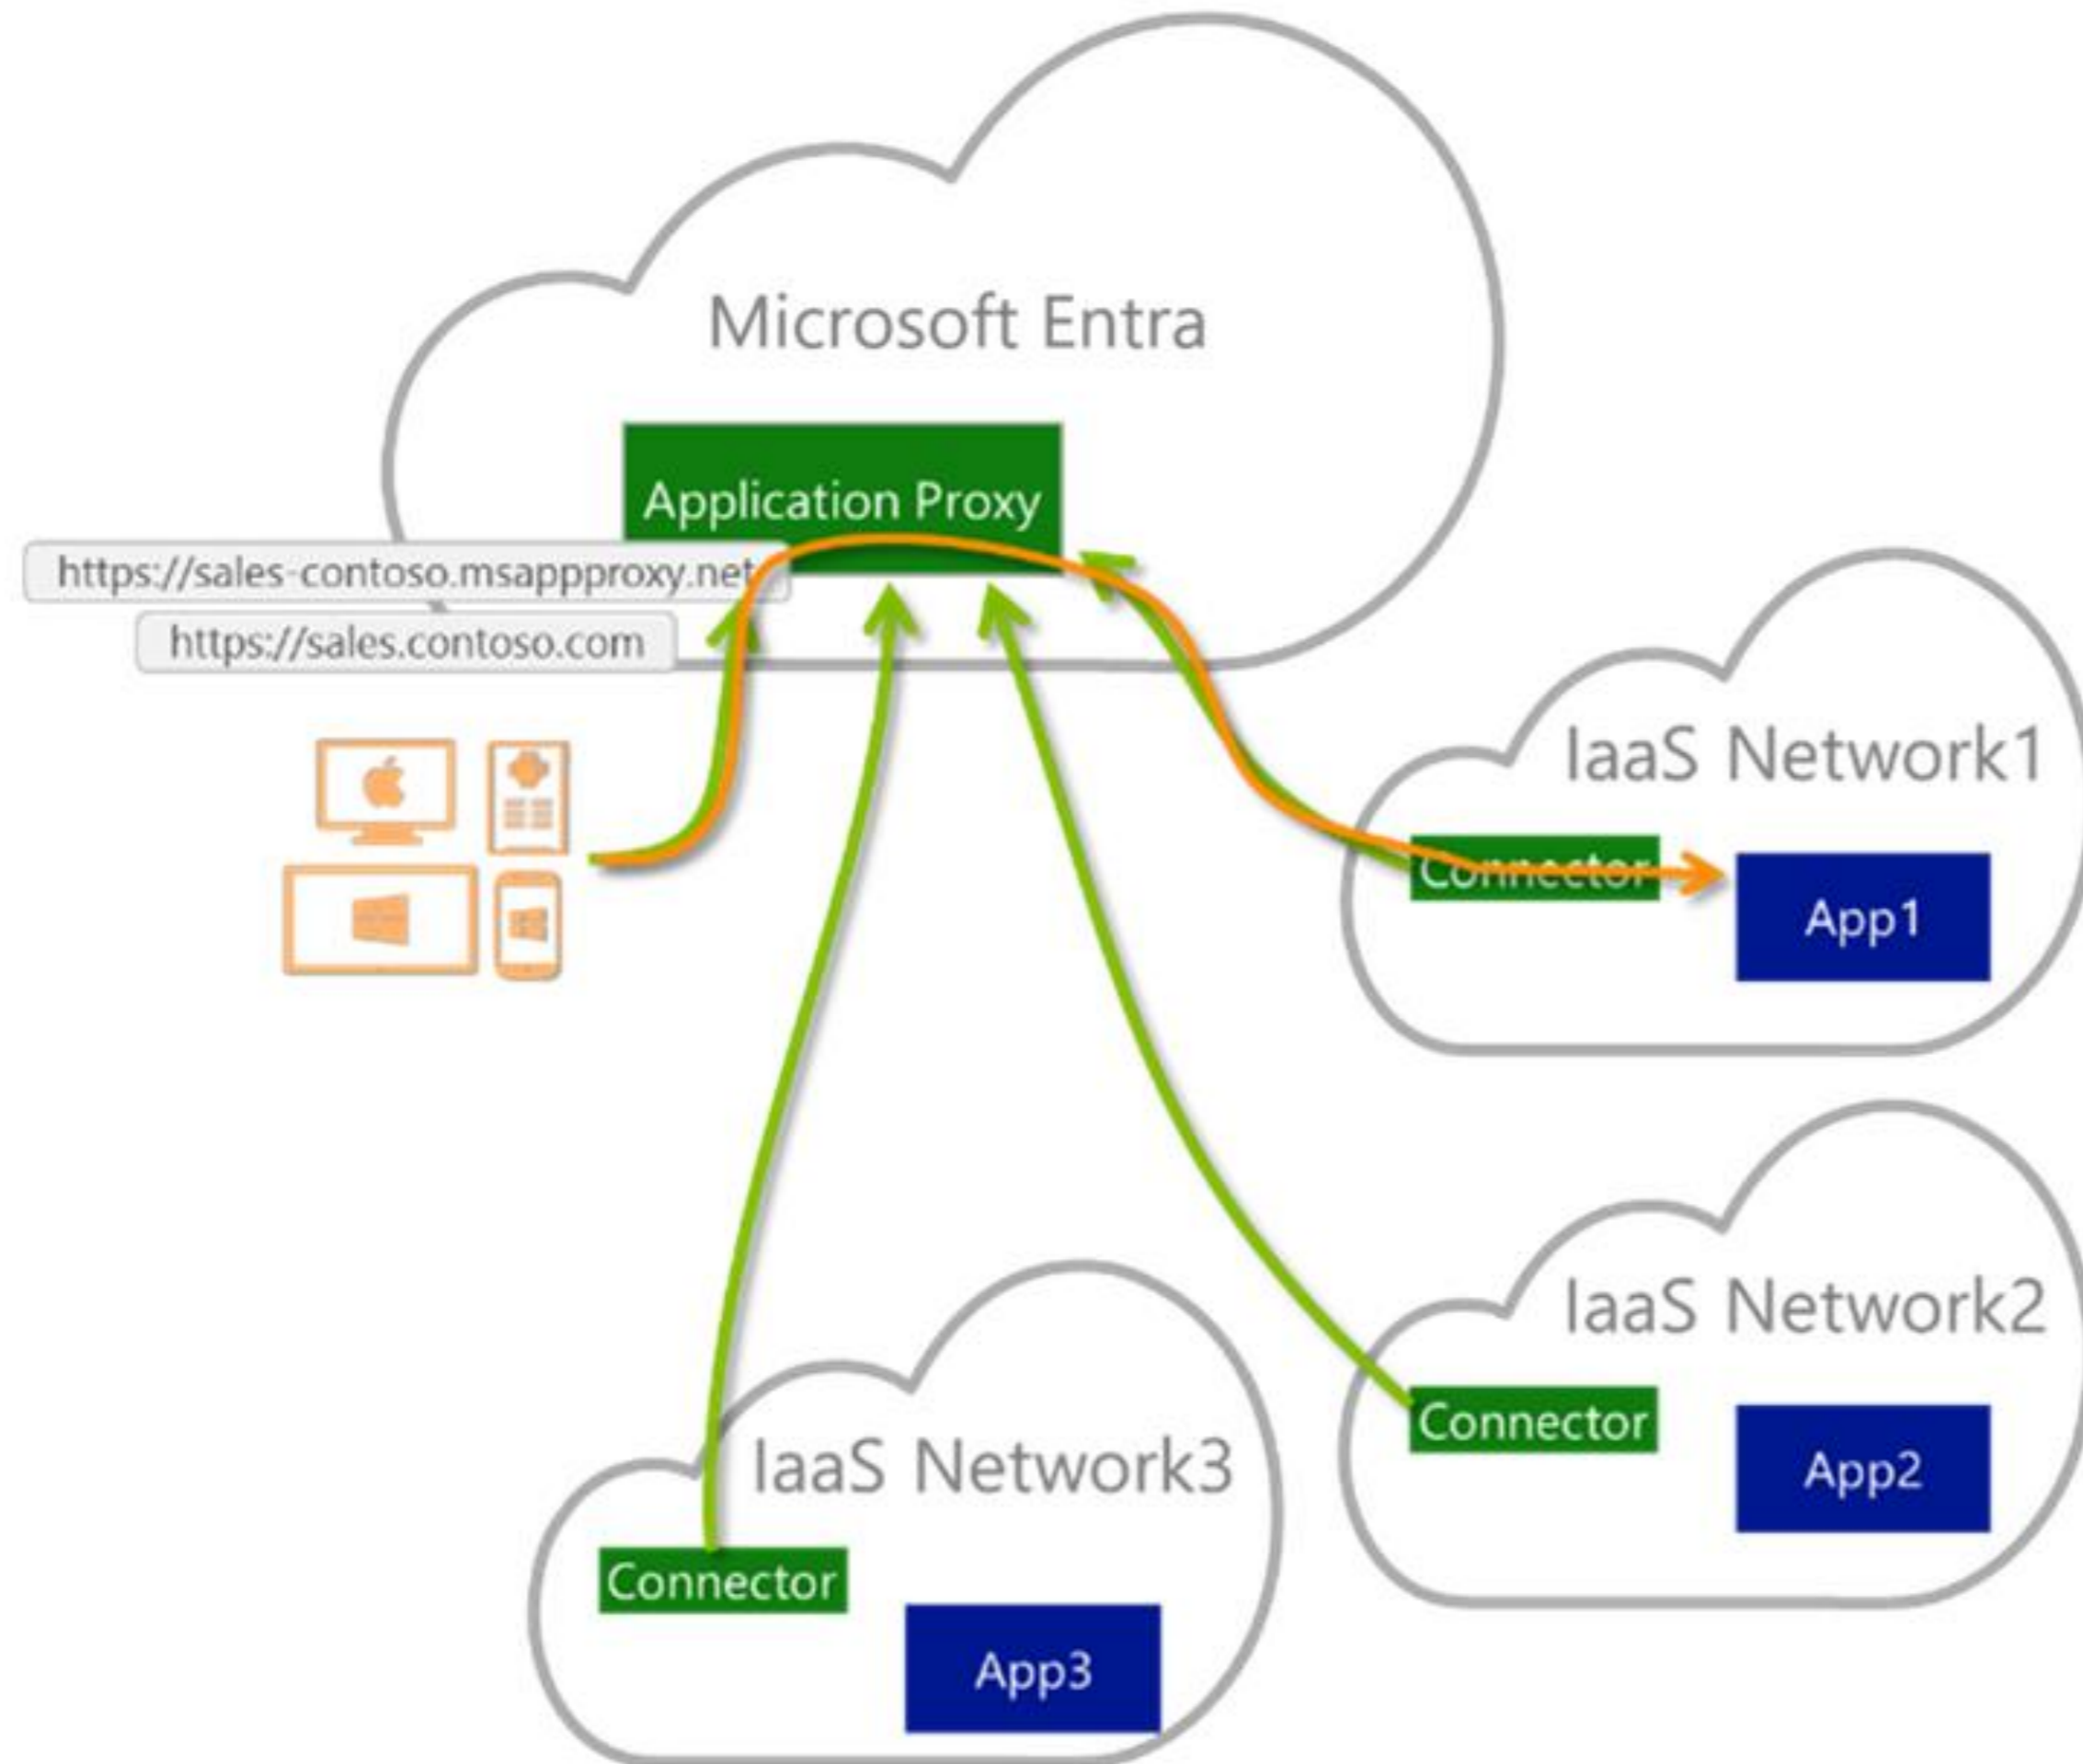 Microsoft Entra
Application Proxy
https://sales-contoso.msappproxy.net
https://sales.contoso.com
IaaS Network1
Connector
App1
IaaS Network2
Connector
App2
IaaS Network3
Connector
App3